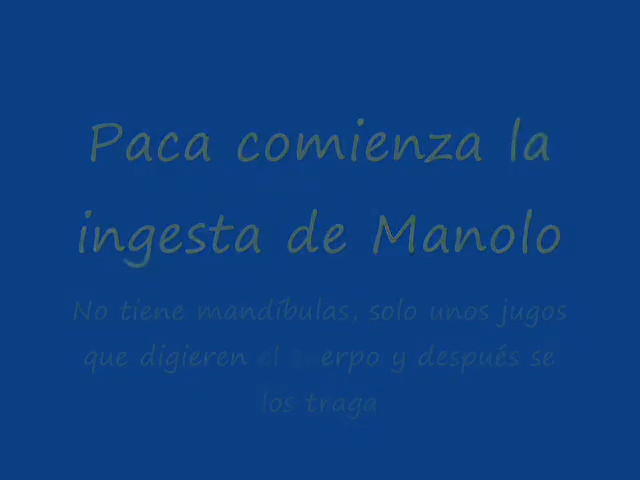 Paca comienza la
ingesta de Manolo
No tiene mandíbulas, solo unos jugos
que digieren el cuerpo y después se
los traga